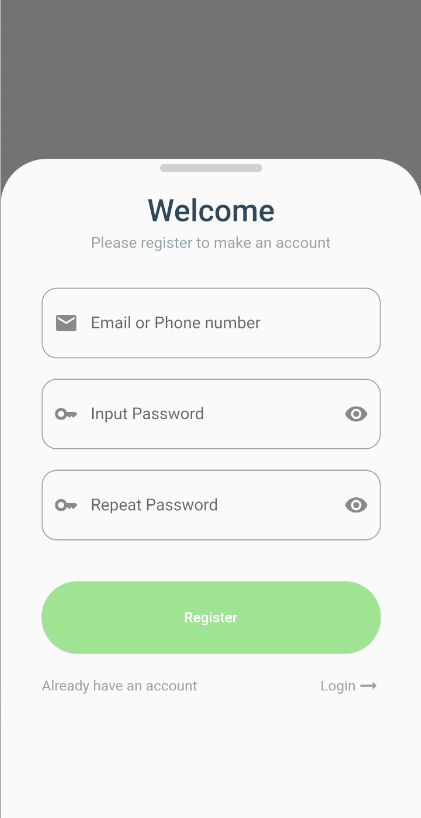 Welcome
Please register to make an account
Email or Phone number
Input Password
Repeat Password
Register
Already have an account
Login